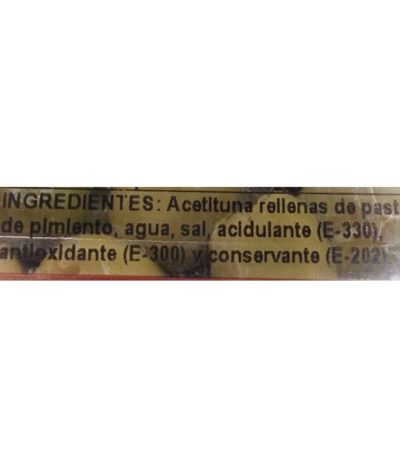 INGREDIENTES: Acetituna rellenas de past
de pimiento, agua, sal, acidulante (E-330),
antioxidante (E-300) y conservante (E-202)